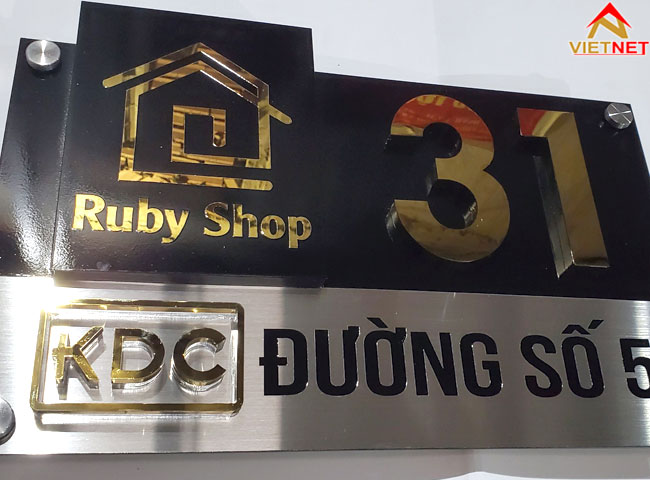 VIETNET
31
Ruby Shop
KDC ĐƯỜNG SỐ 5